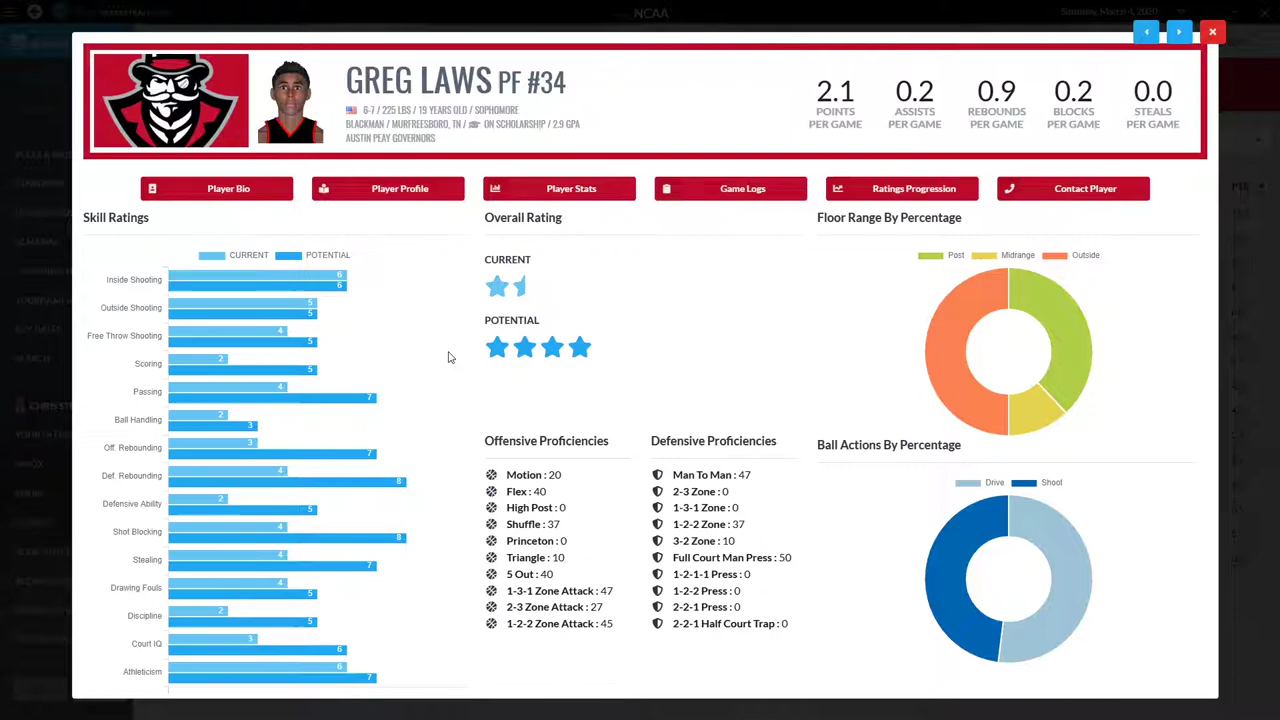 NCAA
GREG LAWS PF #34
6-7 / 225 LBS / 19 YEARS OLD / SOPHOMORE
BLACKMAN / MURFREESBORO, TN / ON SCHOLARSHIP / 2.9 GPA
AUSTIN PEAY GOVERNORS
2.1 0.2 0.9 0.2 0.0
POINTS ASSISTS REBOUNDS BLOCKS STEALS
PER GAME PER GAME PER GAME PER GAME PER GAME
Player Bio Player Profile Player Stats Game Logs Ratings Progression Contact Player
Skill Ratings
CURRENT POTENTIAL
Inside Shooting 6 6
Outside Shooting 5 5
Free Throw Shooting 4 5
Scoring 2 5
Passing 4 7
Ball Handling 2 3
Off. Rebounding 3 7
Def. Rebounding 4 8
Defensive Ability 2 5
Shot Blocking 4 8
Stealing 4 7
Drawing Fouls 4 5
Discipline 2 5
Court IQ 3 6
Athleticism 6 7
Overall Rating
CURRENT
POTENTIAL
Offensive Proficiencies
Motion : 20
Flex : 40
High Post : 0
Shuffle : 37
Princeton : 0
Triangle : 10
5 Out : 40
1-3-1 Zone Attack : 47
2-3 Zone Attack : 27
1-2-2 Zone Attack : 45
Defensive Proficiencies
Man To Man : 47
2-3 Zone : 0
1-3-1 Zone : 0
1-2-2 Zone : 37
3-2 Zone : 10
Full Court Man Press : 50
1-2-1-1 Press : 0
1-2-2 Press : 0
2-2-1 Press : 0
2-2-1 Half Court Trap : 0
Floor Range By Percentage
Post Midrange Outside
Ball Actions By Percentage
Drive Shoot